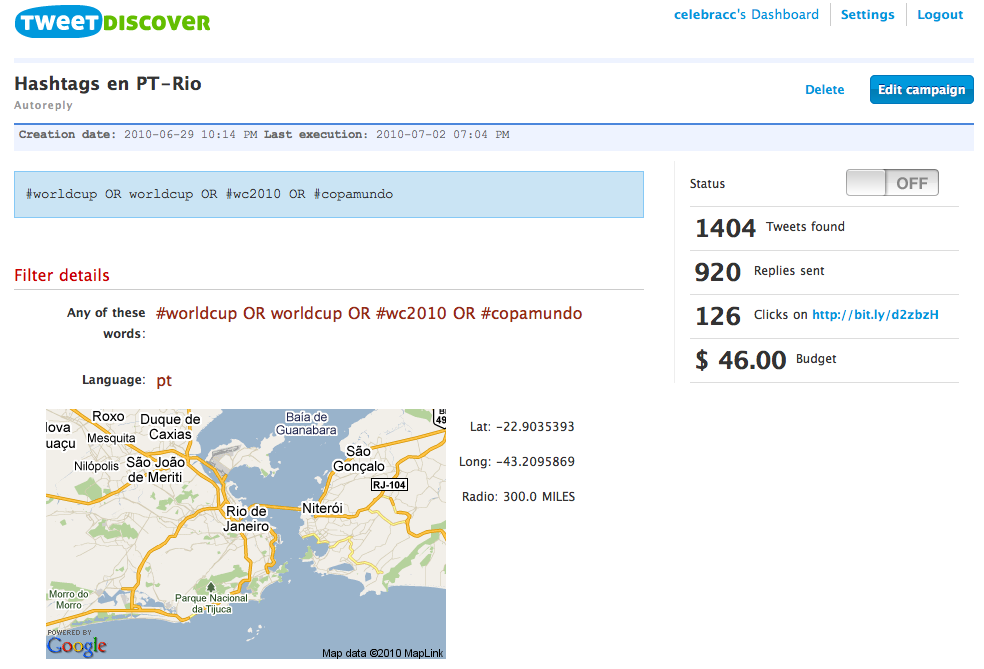 TWEETDISCOVER
celebracc's Dashboard
Settings
Logout
Hashtags en PT-Rio
Autoreply
Delete
Edit campaign
Creation date: 2010-06-29 10:14 PM Last execution: 2010-07-02 07:04 PM
#worldcup OR worldcup OR #wc2010 OR #copamundo
Status
OFF
1404 Tweets found
920 Replies sent
126 Clicks on http://bit.ly/d2zbzH
$ 46.00 Budget
Filter details
Any of these
words:
#worldcup OR worldcup OR #wc2010 OR #copamundo
Language: pt
Roxo
Duque de
Caxias
Baía de
Guanabara
lova
uaçu
Mesquita
Nilópolis
São João
de Meriti
São
Gonçalo
RJ-104
Rio de
Janeiro
Niterói
Morro do
Morro
Parque Nacional
da Tijuca
POWERED BY
Google
Map data ©2010 MapLink
Lat: -22.9035393
Long: -43.2095869
Radio: 300.0 MILES